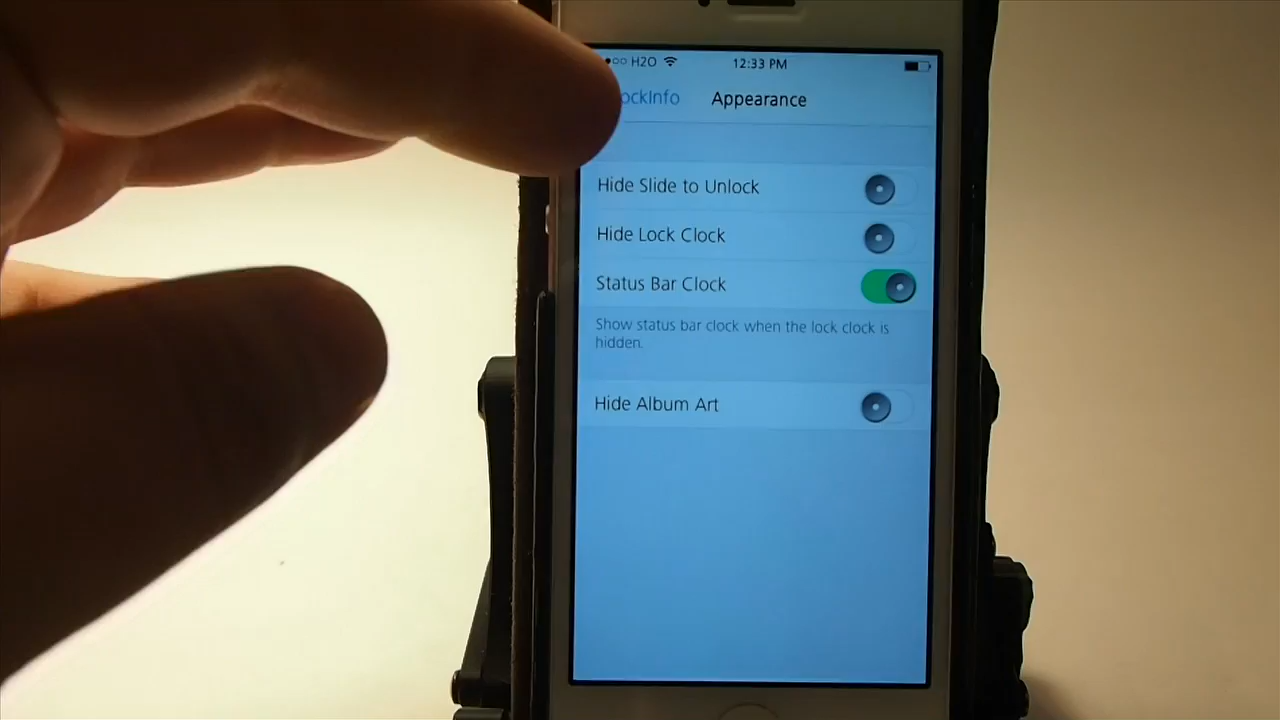 H2O 12:33 PM
ockInfo Appearance
Hide Slide to Unlock
Hide Lock Clock
Status Bar Clock
Show status bar clock when the lock clock is
hidden.
Hide Album Art